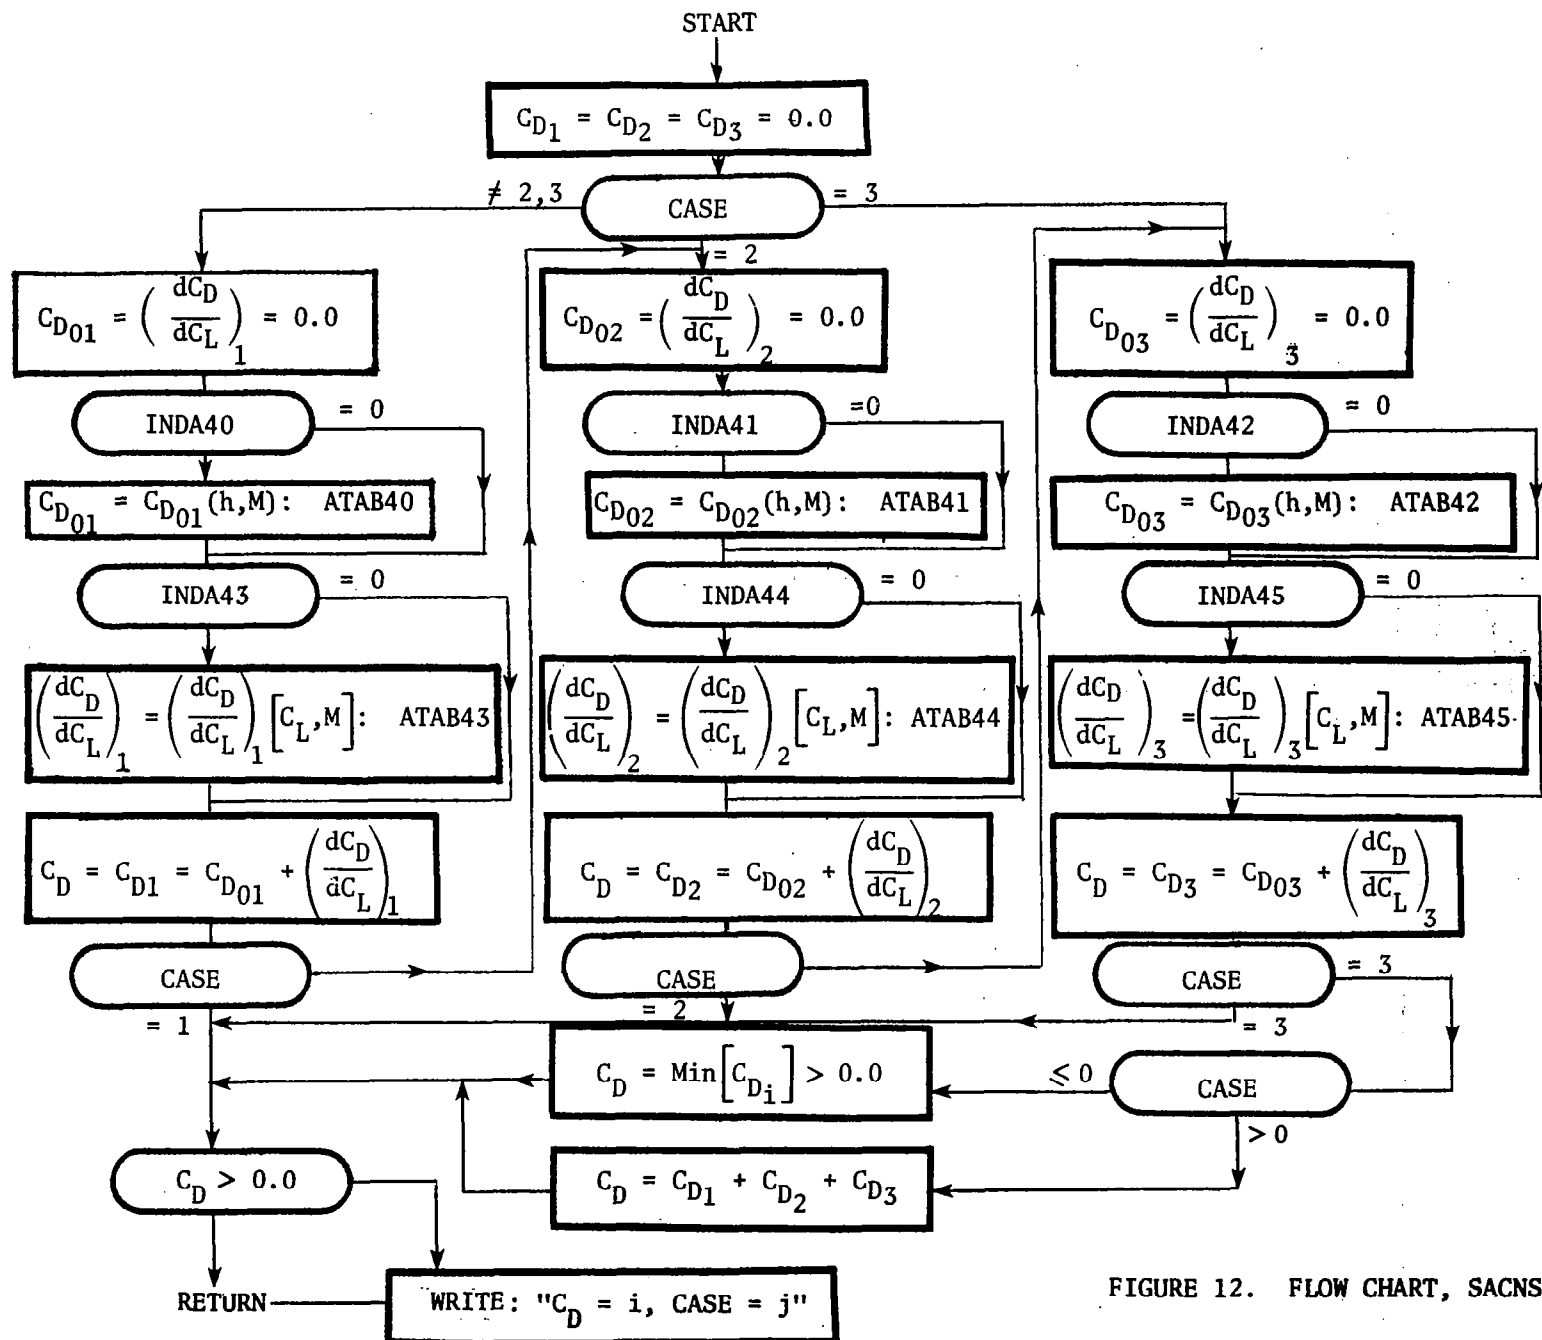 START
C_D1 = C_D2 = C_D3 = 0.0
≠ 2,3
CASE
= 3
= 2
C_D01 = (dC_D/dC_L)_1 = 0.0
C_D02 = (dC_D/dC_L)_2 = 0.0
C_D03 = (dC_D/dC_L)_3 = 0.0
INDA40
= 0
INDA41
=0
INDA42
= 0
C_D01 = C_D01(h,M): ATAB40
C_D02 = C_D02(h,M): ATAB41
C_D03 = C_D03(h,M): ATAB42
INDA43
= 0
INDA44
= 0
INDA45
= 0
(dC_D/dC_L)_1 = (dC_D/dC_L)_1 [C_L,M]: ATAB43
(dC_D/dC_L)_2 = (dC_D/dC_L)_2 [C_L,M]: ATAB44
(dC_D/dC_L)_3 = (dC_D/dC_L)_3 [C_L,M]: ATAB45
C_D = C_D1 = C_D01 + (dC_D/dC_L)_1
C_D = C_D2 = C_D02 + (dC_D/dC_L)_2
C_D = C_D3 = C_D03 + (dC_D/dC_L)_3
CASE
CASE
CASE
= 3
= 1
= 2
= 3
C_D = Min[C_Di] > 0.0
≤ 0
CASE
> 0
C_D > 0.0
C_D = C_D1 + C_D2 + C_D3
RETURN
WRITE: "C_D = i, CASE = j"
FIGURE 12. FLOW CHART, SACNS